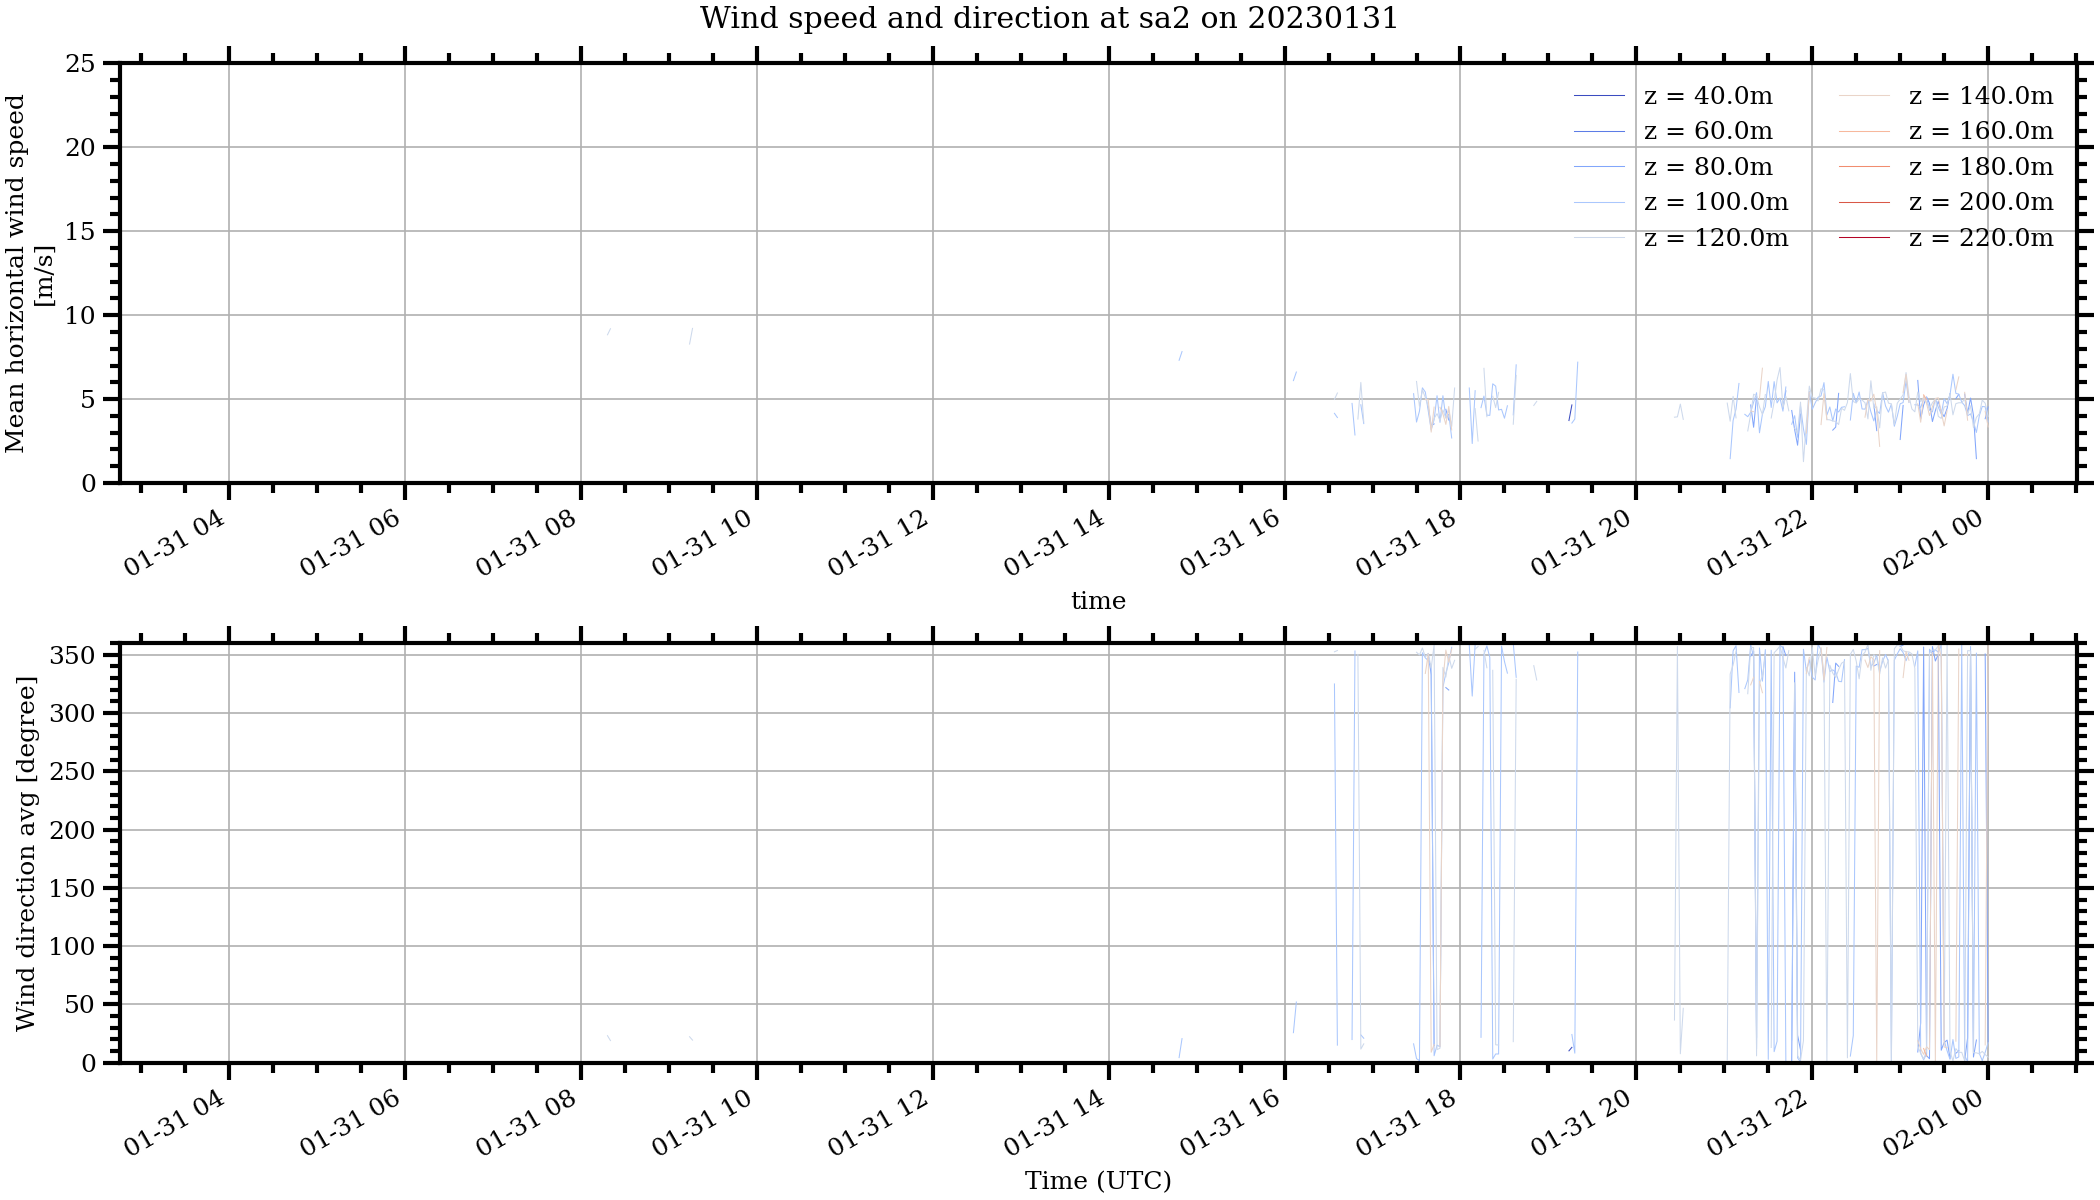 Wind speed and direction at sa2 on 20230131
Mean horizontal wind speed
[m/s]
25
20
15
10
5
0
z = 40.0m
z = 60.0m
z = 80.0m
z = 100.0m
z = 120.0m
z = 140.0m
z = 160.0m
z = 180.0m
z = 200.0m
z = 220.0m
01-31 04
01-31 06
01-31 08
01-31 10
01-31 12
01-31 14
01-31 16
01-31 18
01-31 20
01-31 22
02-01 00
time
Wind direction avg [degree]
350
300
250
200
150
100
50
0
01-31 04
01-31 06
01-31 08
01-31 10
01-31 12
01-31 14
01-31 16
01-31 18
01-31 20
01-31 22
02-01 00
Time (UTC)